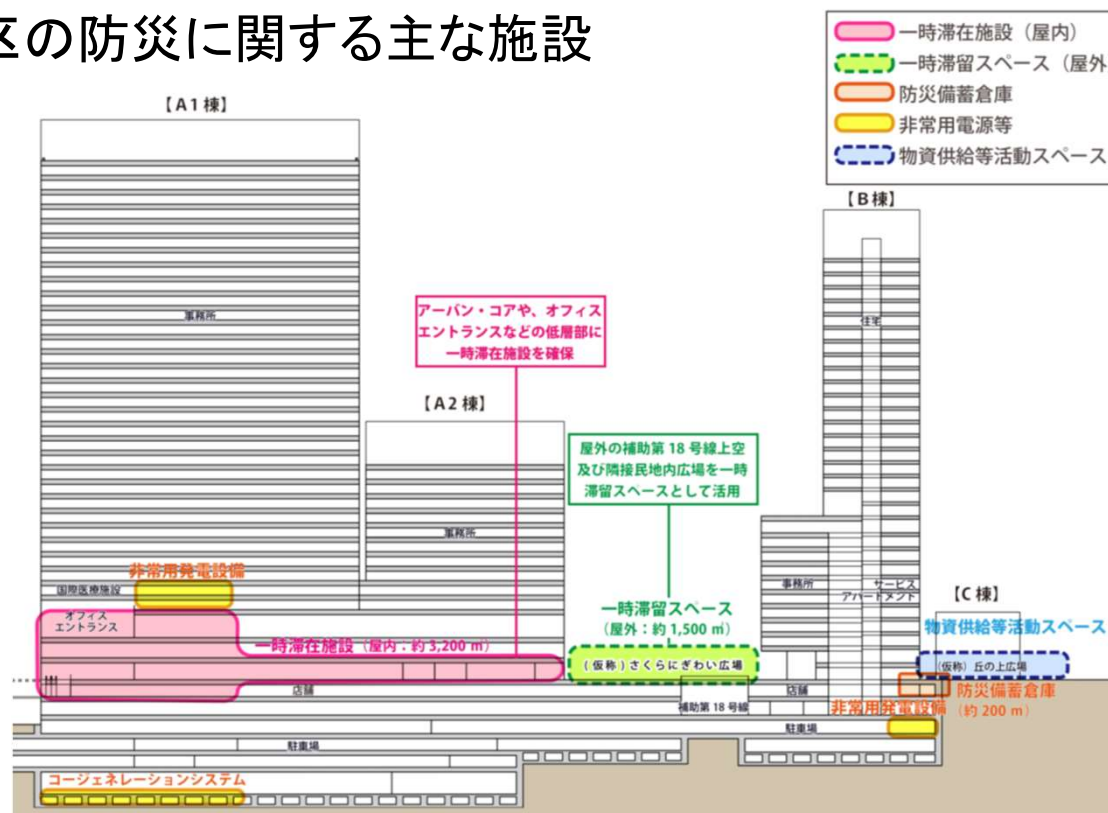 区の防災に関する主な施設
一時滞在施設（屋内）
一時滞留スペース（屋外
防災備蓄倉庫
非常用電源等
物資供給等活動スペース
【A1棟】
【B棟】
事務所
住宅
アーバン・コアや、オフィス
エントランスなどの低層部に
一時滞在施設を確保
【A2棟】
屋外の補助第18号線上空
及び隣接民地内広場を一時
滞留スペースとして活用
事務所
非常用発電設備
国際医療施設
事務所
サービス
アパートメント
【C棟】
オフィス
エントランス
一時滞留スペース
（屋外：約1,500㎡）
物資供給等活動スペース
一時滞在施設（屋内：約3,200㎡）
(仮称)さくらにぎわい広場
(仮称)丘の上広場
店舗
店舗
防災備蓄倉庫
補助第18号線
非常用発電設備
（約200㎡）
駐車場
駐車場
コージェネレーションシステム